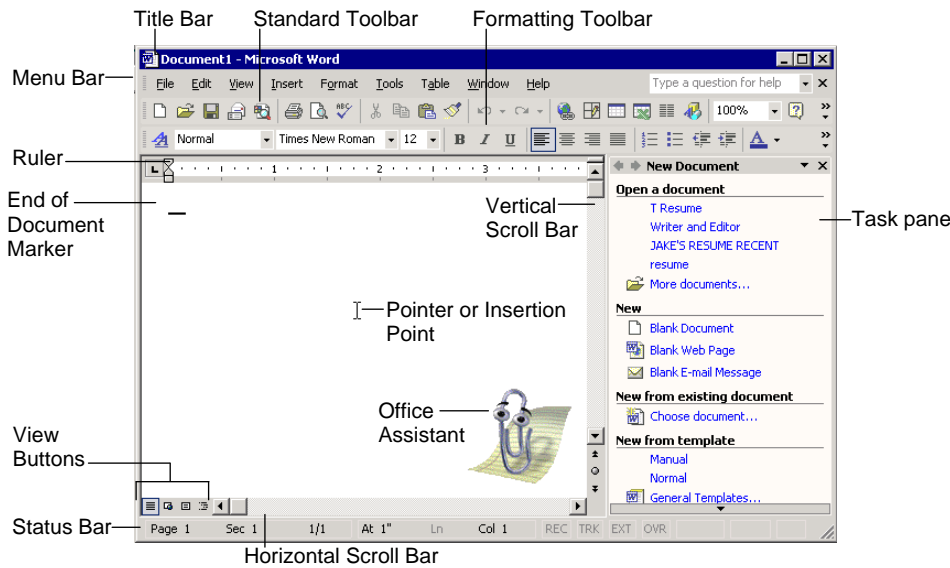 Title Bar
Standard Toolbar
Formatting Toolbar
Menu Bar
Document1 - Microsoft Word
File Edit View Insert Format Tools Table Window Help
Type a question for help
ABC
100%
Normal
Times New Roman
12
B I U
A
Ruler
L
1 2 3
New Document
End of
Document
Marker
Vertical
Scroll Bar
Task pane
Open a document
T Resume
Writer and Editor
JAKE'S RESUME RECENT
resume
More documents...
New
Blank Document
Blank Web Page
Blank E-mail Message
New from existing document
Choose document...
New from template
Manual
Normal
General Templates...
Pointer or Insertion
Point
Office
Assistant
View
Buttons
Status Bar
Page 1 Sec 1 1/1 At 1" Ln Col 1 REC TRK EXT OVR
Horizontal Scroll Bar